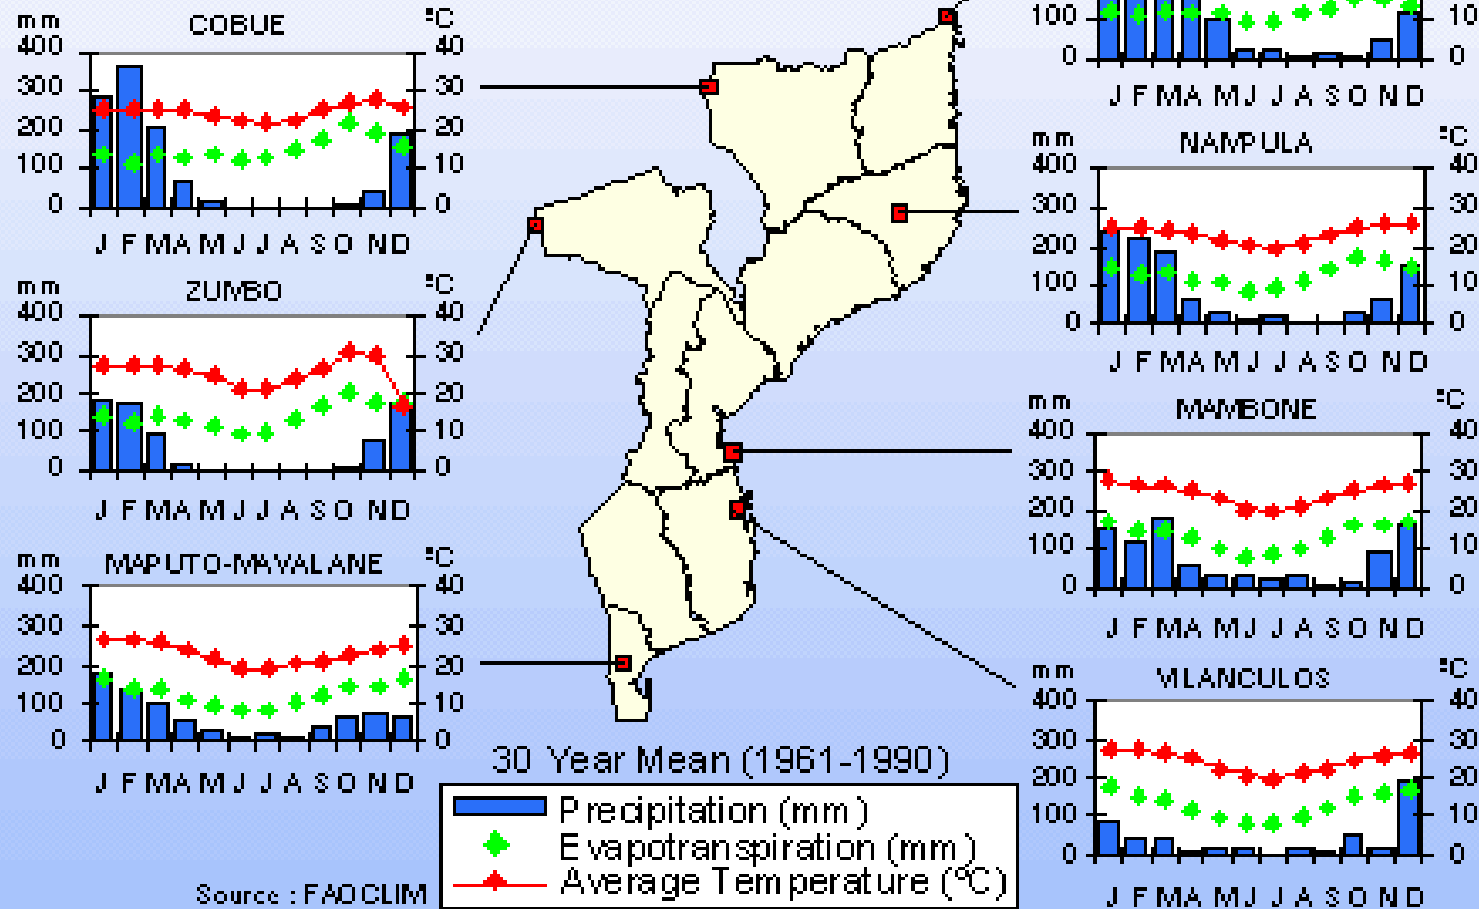 mm COBUE °C
400 40
300 30
200 20
100 10
0 0
J F M A M J J A S O N D
mm ZUMBO °C
400 40
300 30
200 20
100 10
0 0
J F M A M J J A S O N D
mm MAPUTO-MAVALANE °C
400 40
300 30
200 20
100 10
0 0
J F M A M J J A S O N D
100 10
0 0
J F M A M J J A S O N D
mm NAMPULA °C
400 40
300 30
200 20
100 10
0 0
J F M A M J J A S O N D
mm MAMBONE °C
400 40
300 30
200 20
100 10
0 0
J F M A M J J A S O N D
mm VILANCULOS °C
400 40
300 30
200 20
100 10
0 0
J F M A M J J A S O N D
30 Year Mean (1961-1990)
Precipitation (mm)
Evapotranspiration (mm)
Average Temperature (°C)
Source : FAOCLIM